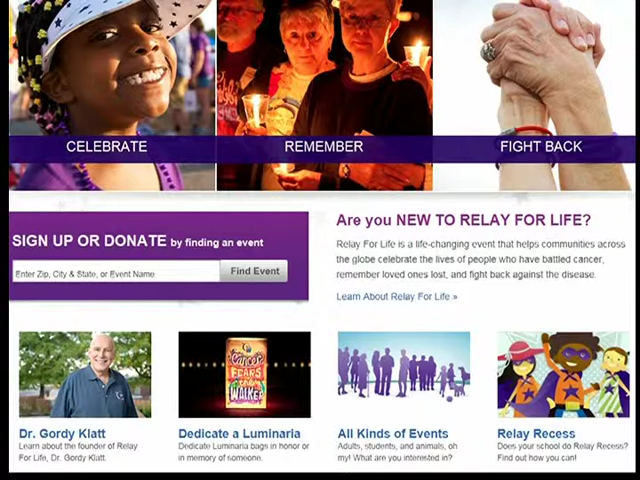 CELEBRATE
REMEMBER
FIGHT BACK
SIGN UP OR DONATE by finding an event
Enter Zip, City & State, or Event Name
Find Event
Are you NEW TO RELAY FOR LIFE?
Relay For Life is a life-changing event that helps communities across
the globe celebrate the lives of people who have battled cancer,
remember loved ones lost, and fight back against the disease.
Learn About Relay For Life »
Dr. Gordy Klatt
Learn about the founder of Relay
For Life, Dr. Gordy Klatt.
Cancer
FEARS
the
WALKER
Dedicate a Luminaria
Dedicate Luminaria bags in honor or
in memory of someone.
All Kinds of Events
Adults, students, and animals, oh
my! What are you interested in?
Relay Recess
Does your school do Relay Recess?
Find out how you can!